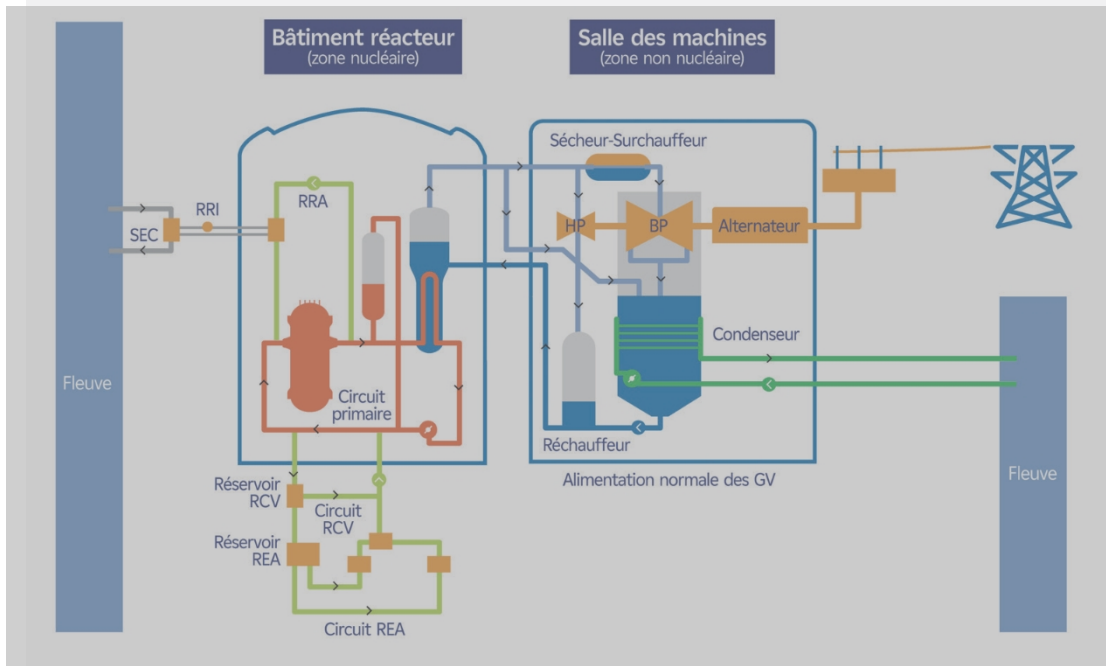 Bâtiment réacteur
(zone nucléaire)
Salle des machines
(zone non nucléaire)
Sécheur-Surchauffeur
RRA
RRI
SEC
HP
BP
Alternateur
Condenseur
Fleuve
Circuit
primaire
Réchauffeur
Alimentation normale des GV
Fleuve
Réservoir
RCV
Circuit
RCV
Réservoir
REA
Circuit REA